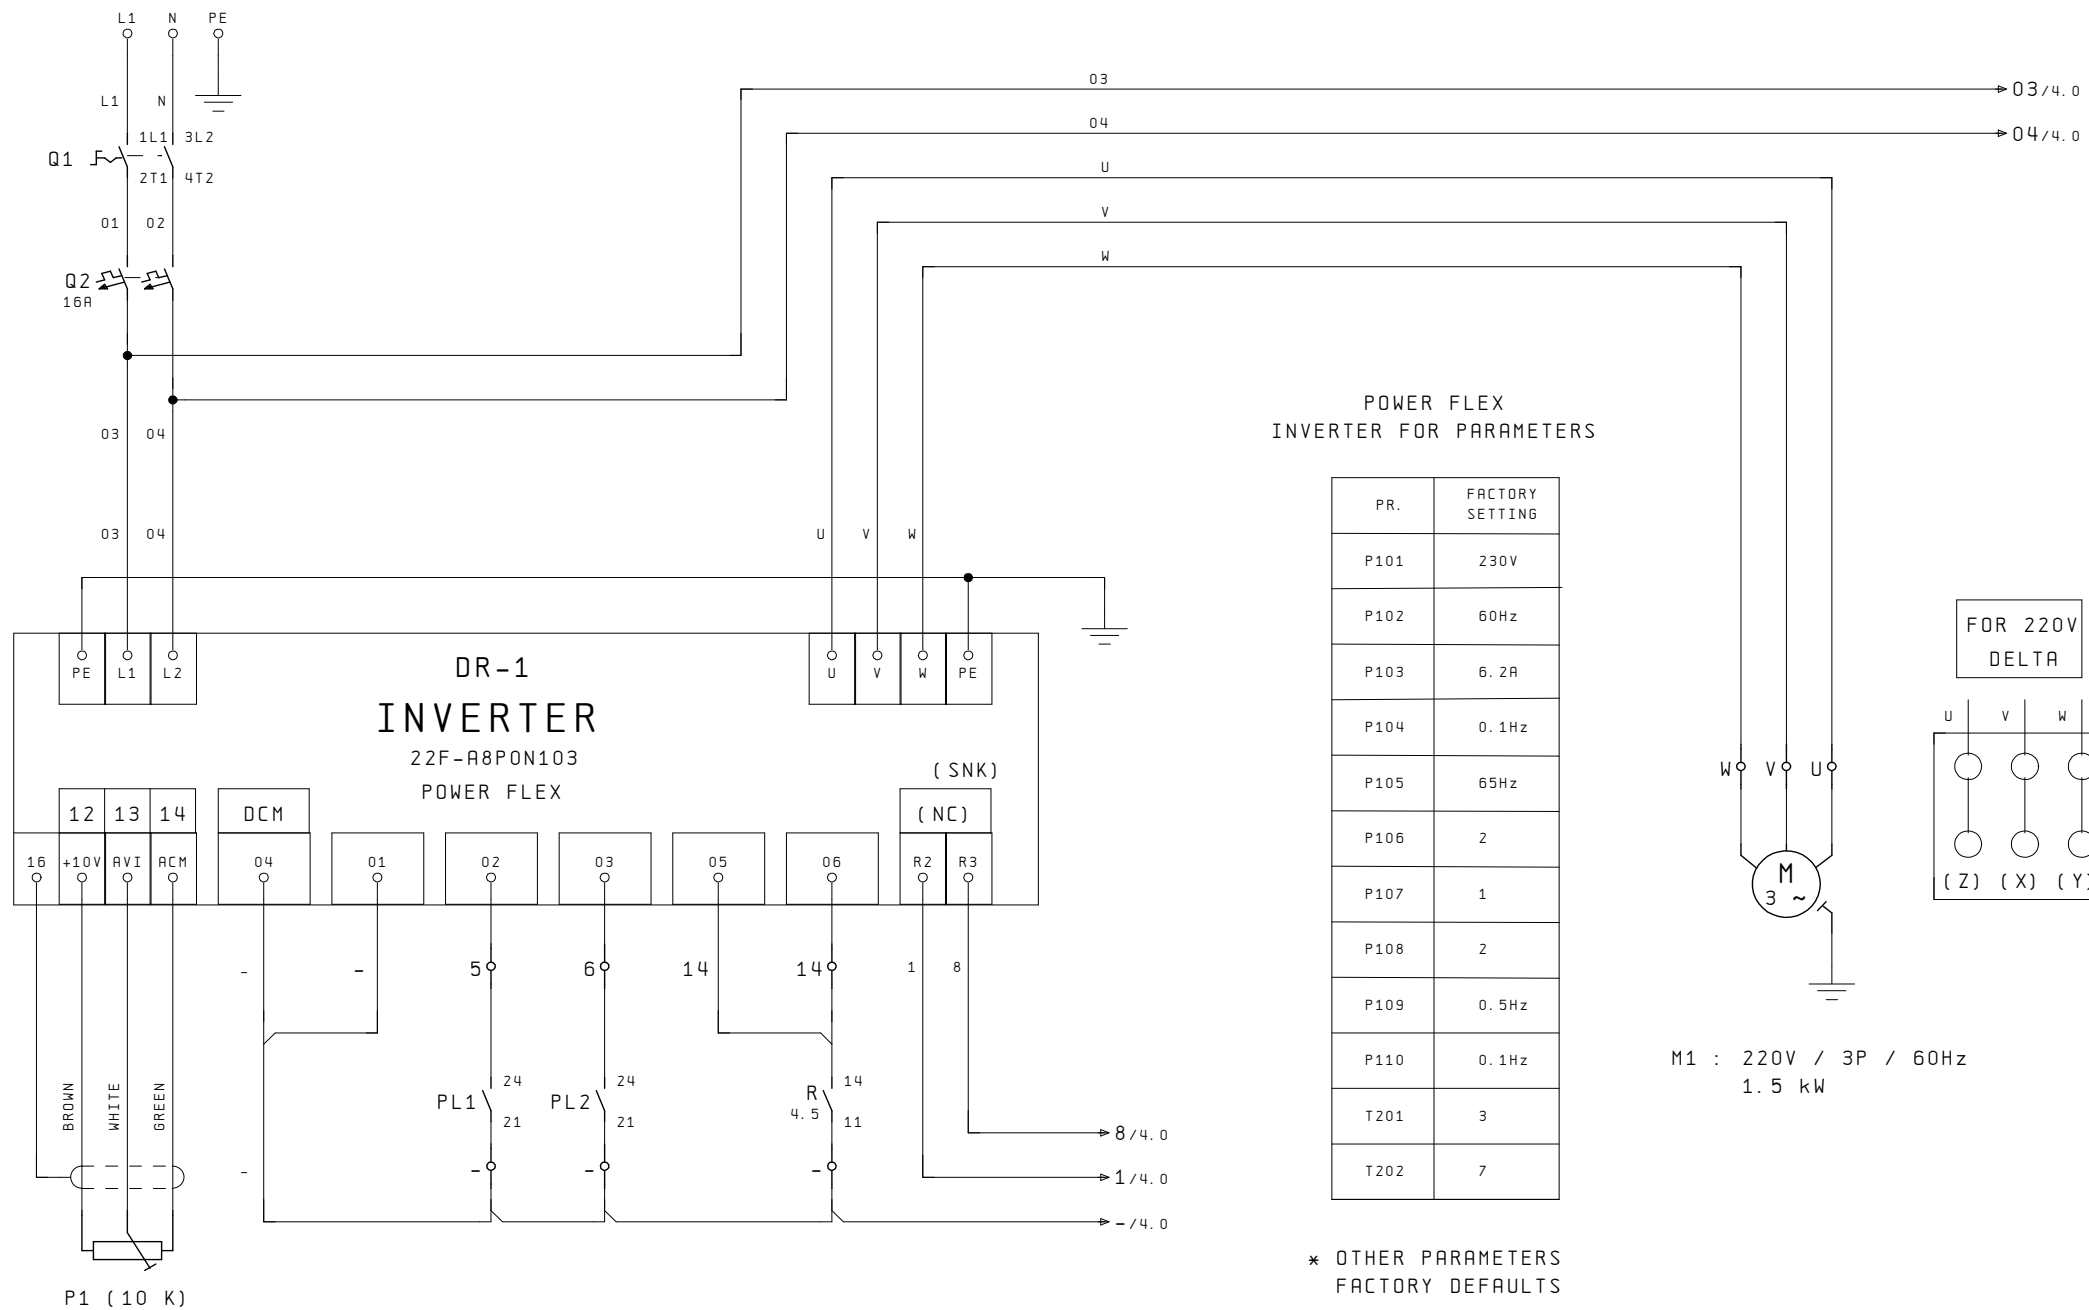 L1 N PE
L1 N
1L1 3L2
Q1
2T1 4T2
01 02
Q2
16A
03
03/4.0
04
04/4.0
U
V
W
03 04
03 04
U V W
POWER FLEX
INVERTER FOR PARAMETERS
PR. FACTORY SETTING
P101 230V
P102 60Hz
P103 6.2A
P104 0.1Hz
P105 65Hz
P106 2
P107 1
P108 2
P109 0.5Hz
P110 0.1Hz
T201 3
T202 7
* OTHER PARAMETERS
FACTORY DEFAULTS
PE L1 L2
DR-1
INVERTER
22F-A8P0N103
POWER FLEX
U V W PE
(SNK)
12 13 14 DCM (NC)
16 +10V AVI ACM 04 01 02 03 05 06 R2 R3
- - 5 6 14 14 1 8
BROWN
WHITE
GREEN
24 24 14
PL1 PL2 R
4.5
21 21 11
- - - -
8/4.0
1/4.0
-/4.0
P1 (10 K)
W V U
M
3 ~
M1 : 220V / 3P / 60Hz
1.5 kW
FOR 220V
DELTA
U V W
(Z) (X) (Y)